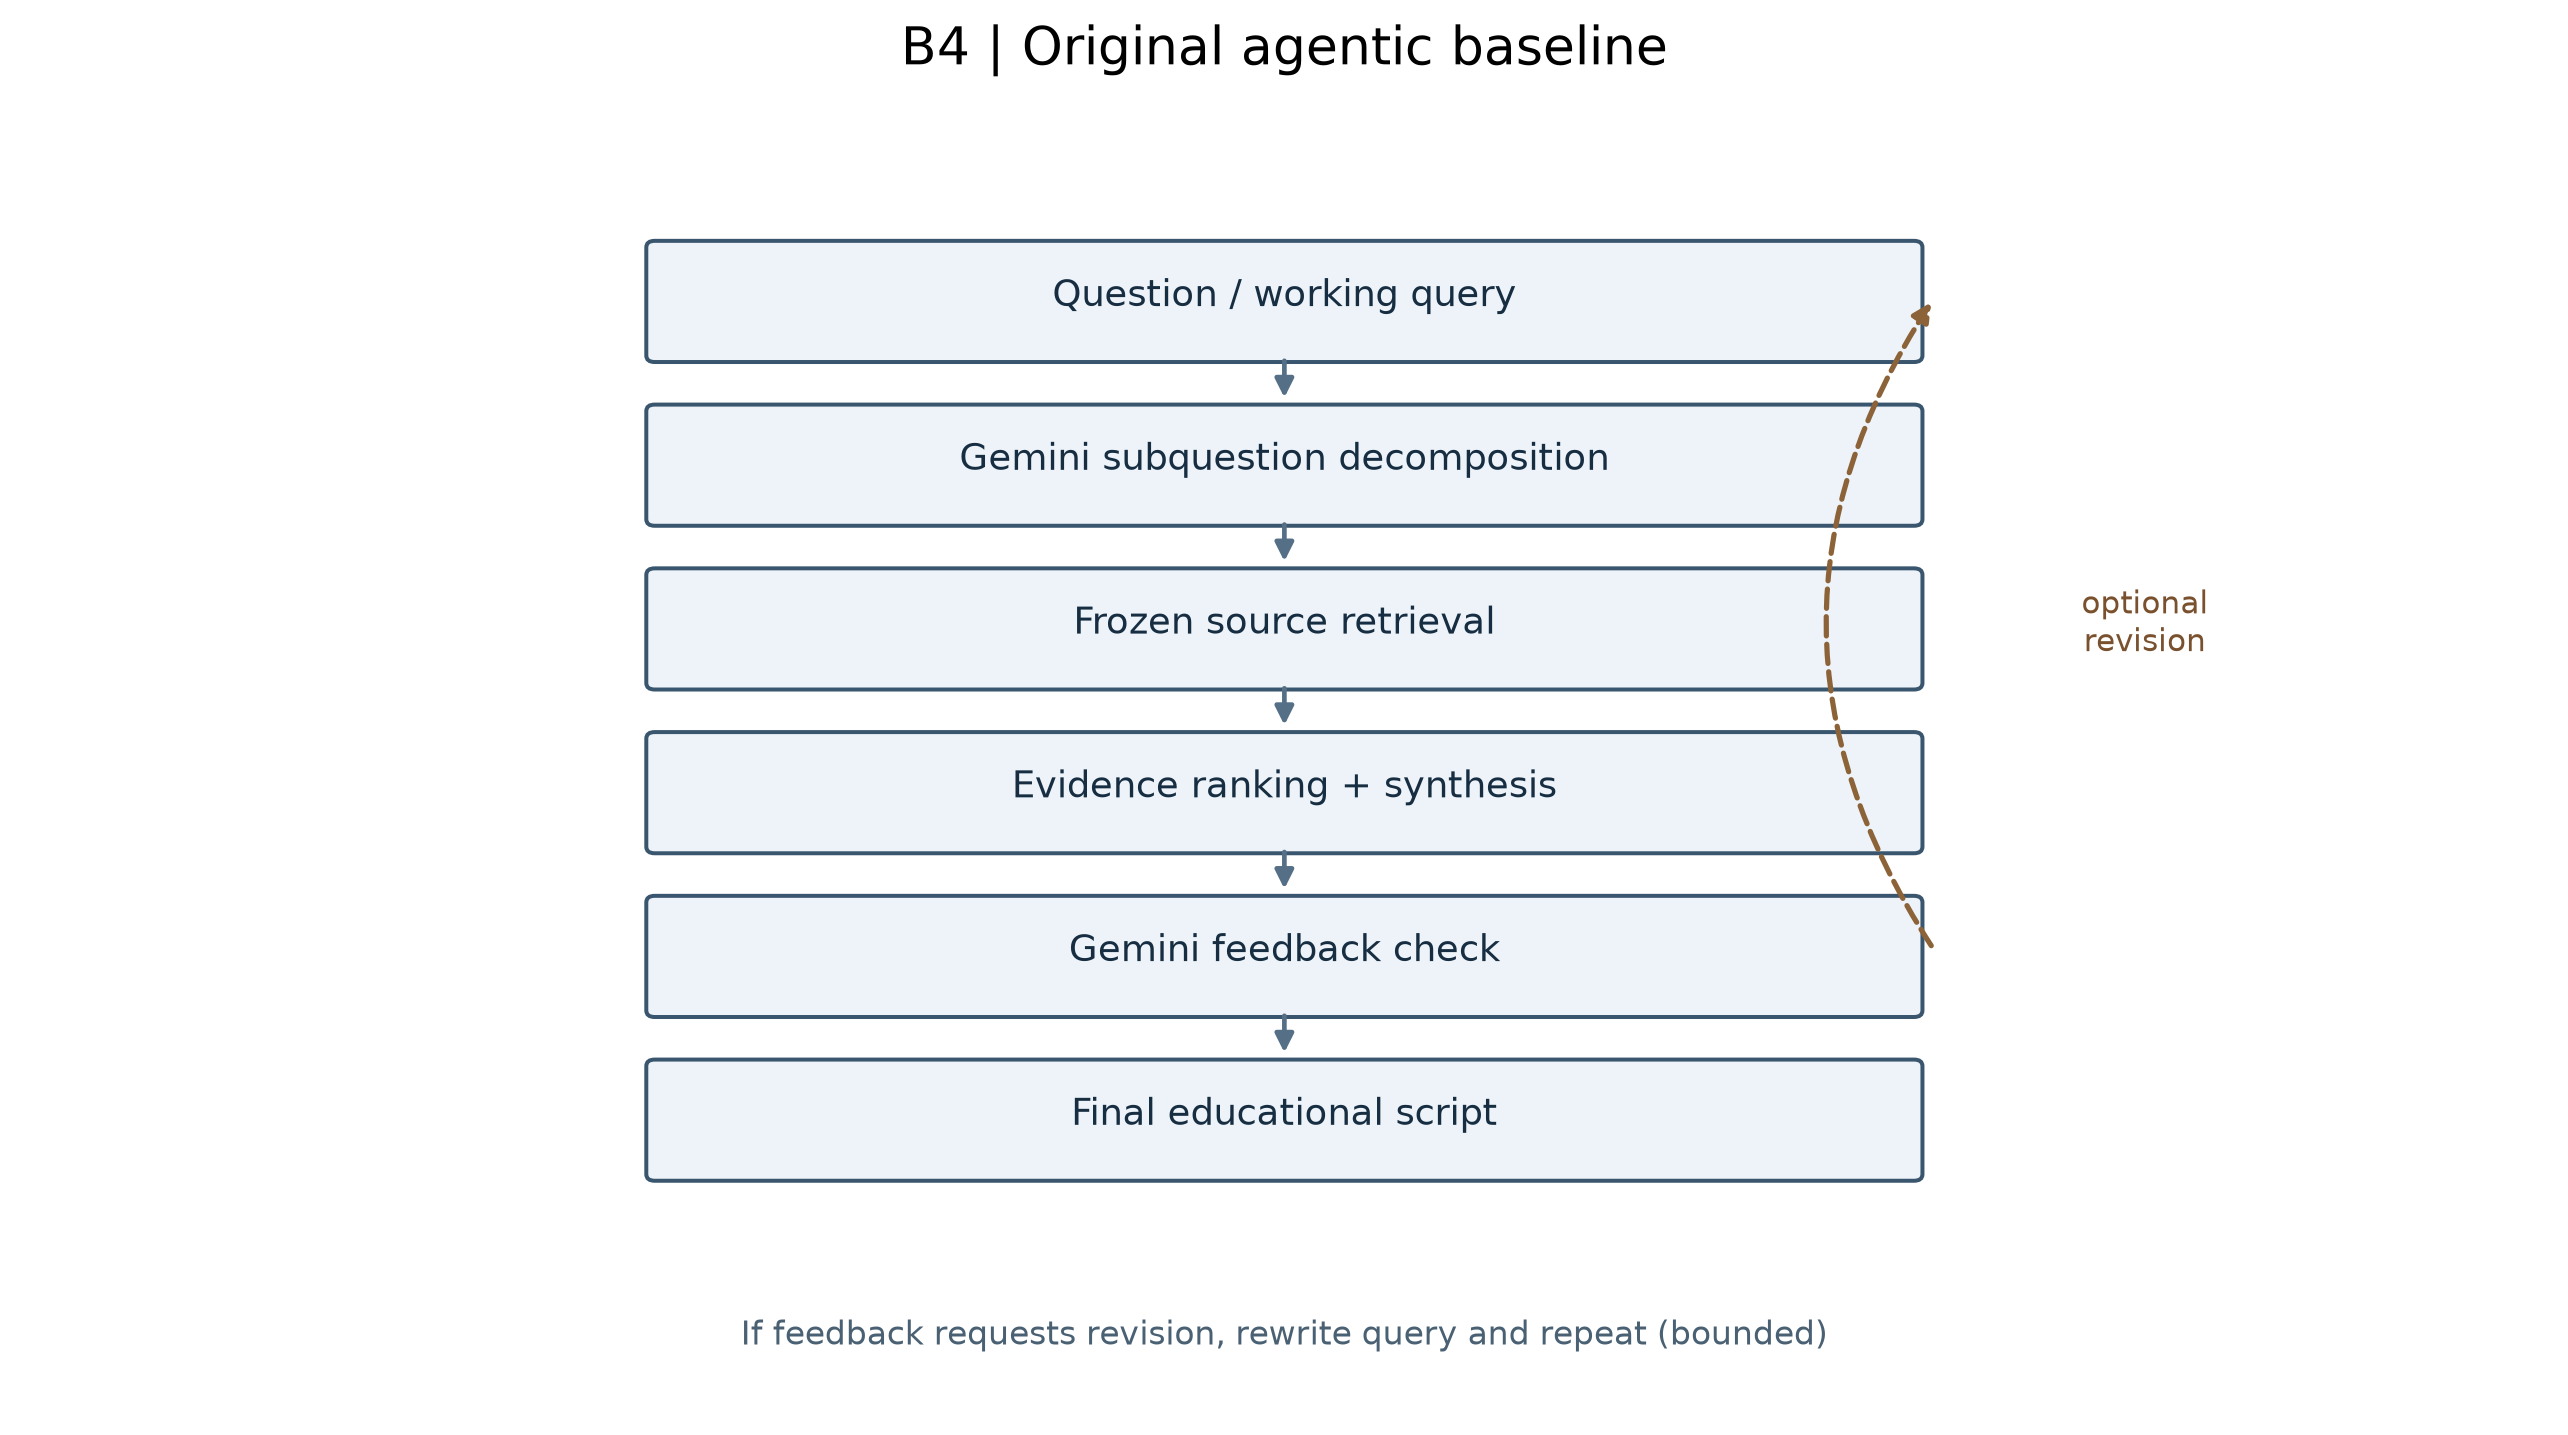 B4 | Original agentic baseline
Question / working query
Gemini subquestion decomposition
Frozen source retrieval
optional
revision
Evidence ranking + synthesis
Gemini feedback check
Final educational script
If feedback requests revision, rewrite query and repeat (bounded)